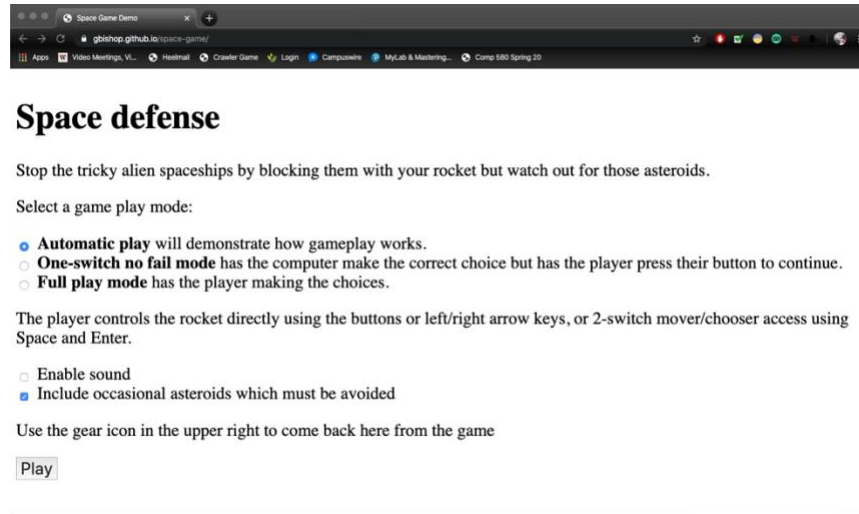 Space Game Demo
gbishop.github.io/space-game/
Apps Video Meetings, Vi... Heelmail Crawler Game Login Campuswire MyLab & Mastering... Comp 580 Spring 20
Space defense
Stop the tricky alien spaceships by blocking them with your rocket but watch out for those asteroids.
Select a game play mode:
Automatic play will demonstrate how gameplay works.
One-switch no fail mode has the computer make the correct choice but has the player press their button to continue.
Full play mode has the player making the choices.
The player controls the rocket directly using the buttons or left/right arrow keys, or 2-switch mover/chooser access using
Space and Enter.
Enable sound
Include occasional asteroids which must be avoided
Use the gear icon in the upper right to come back here from the game
Play